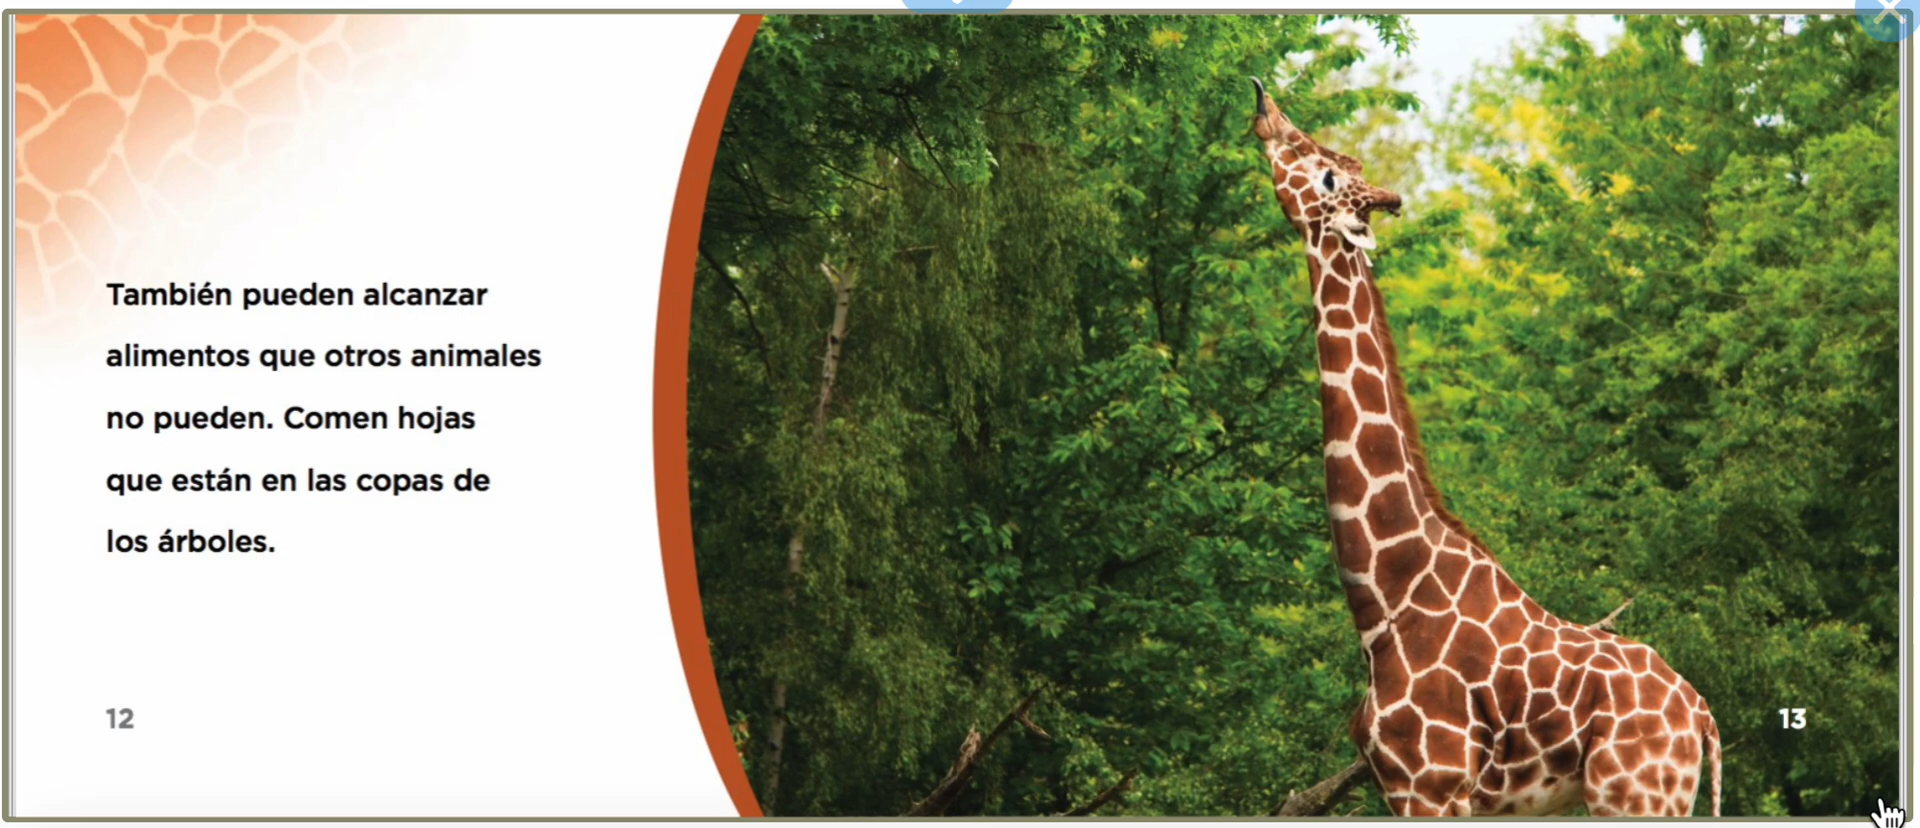 También pueden alcanzar
alimentos que otros animales
no pueden. Comen hojas
que están en las copas de
los árboles.
12
13